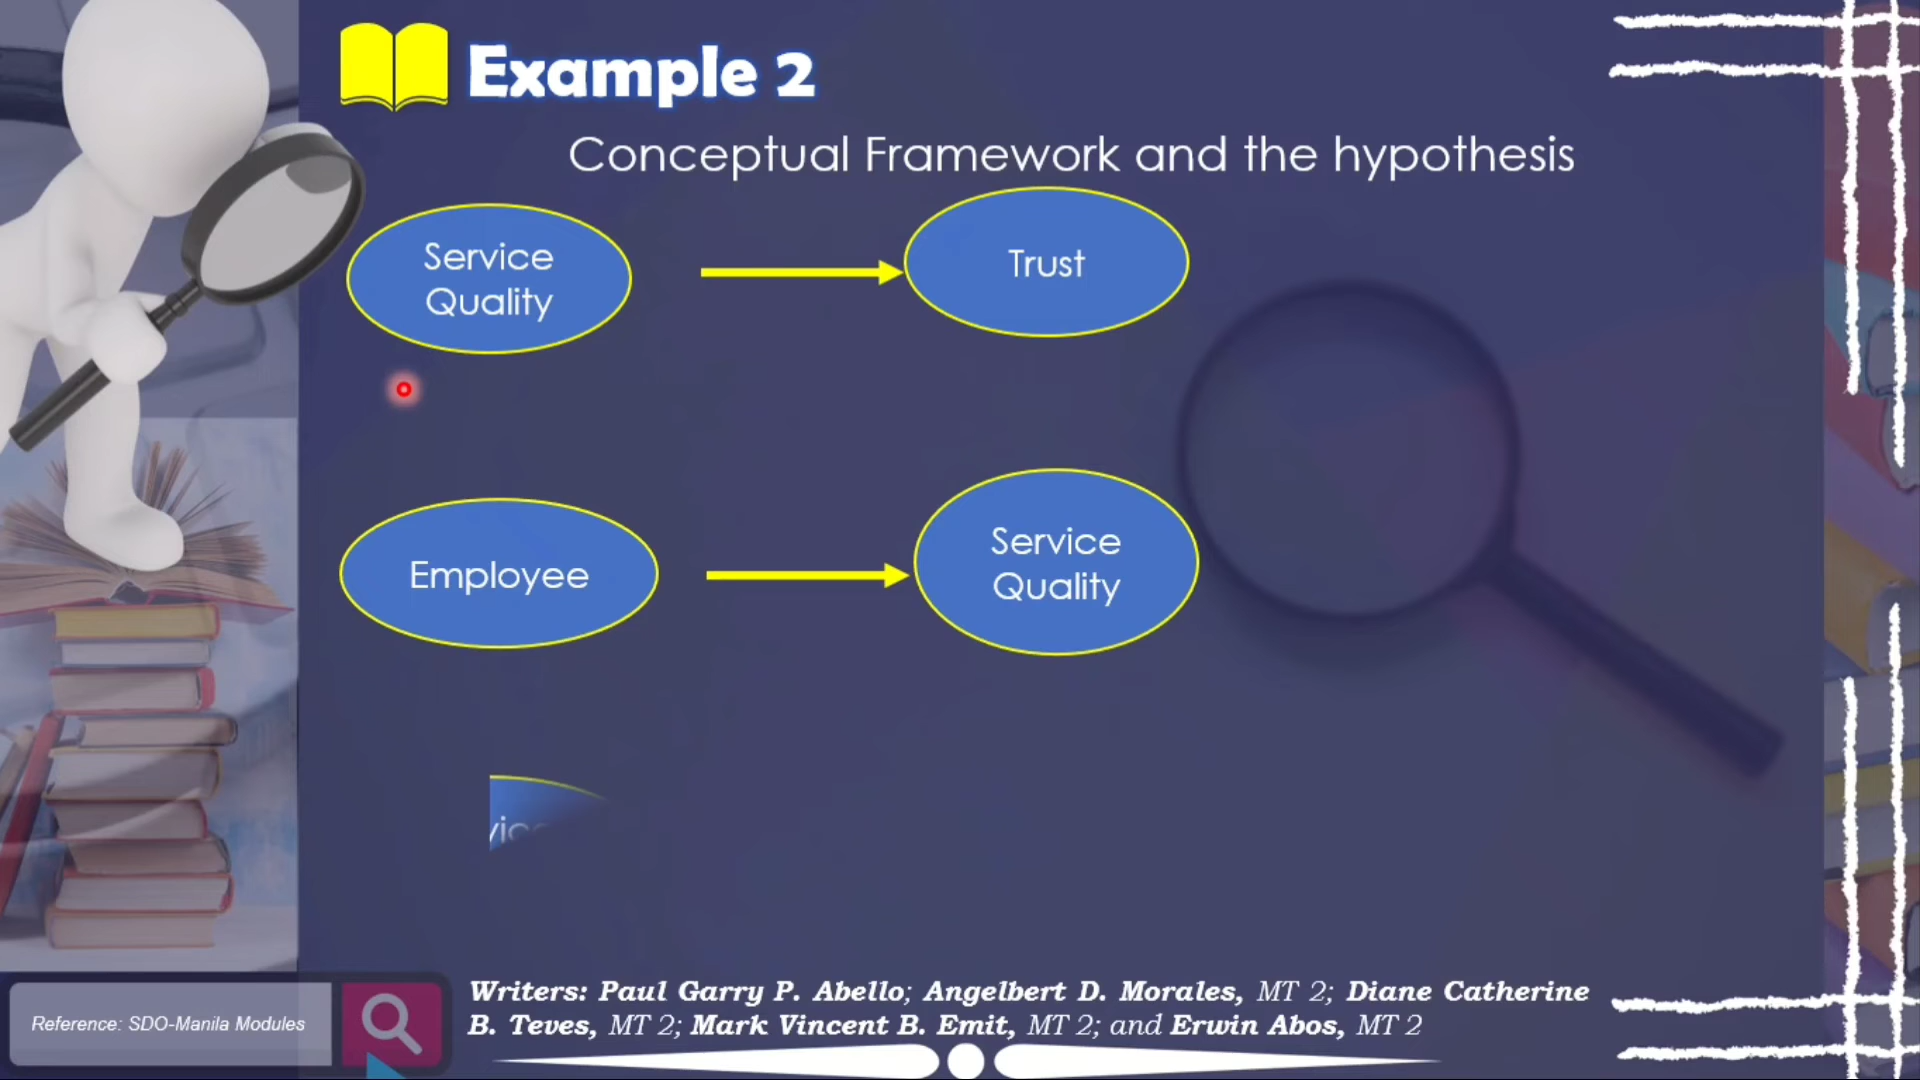 Example 2
Conceptual Framework and the hypothesis
Service
Quality
Trust
Employee
Service
Quality
Reference: SDO-Manila Modules
Writers: Paul Garry P. Abello; Angelbert D. Morales, MT 2; Diane Catherine
B. Teves, MT 2; Mark Vincent B. Emit, MT 2; and Erwin Abos, MT 2